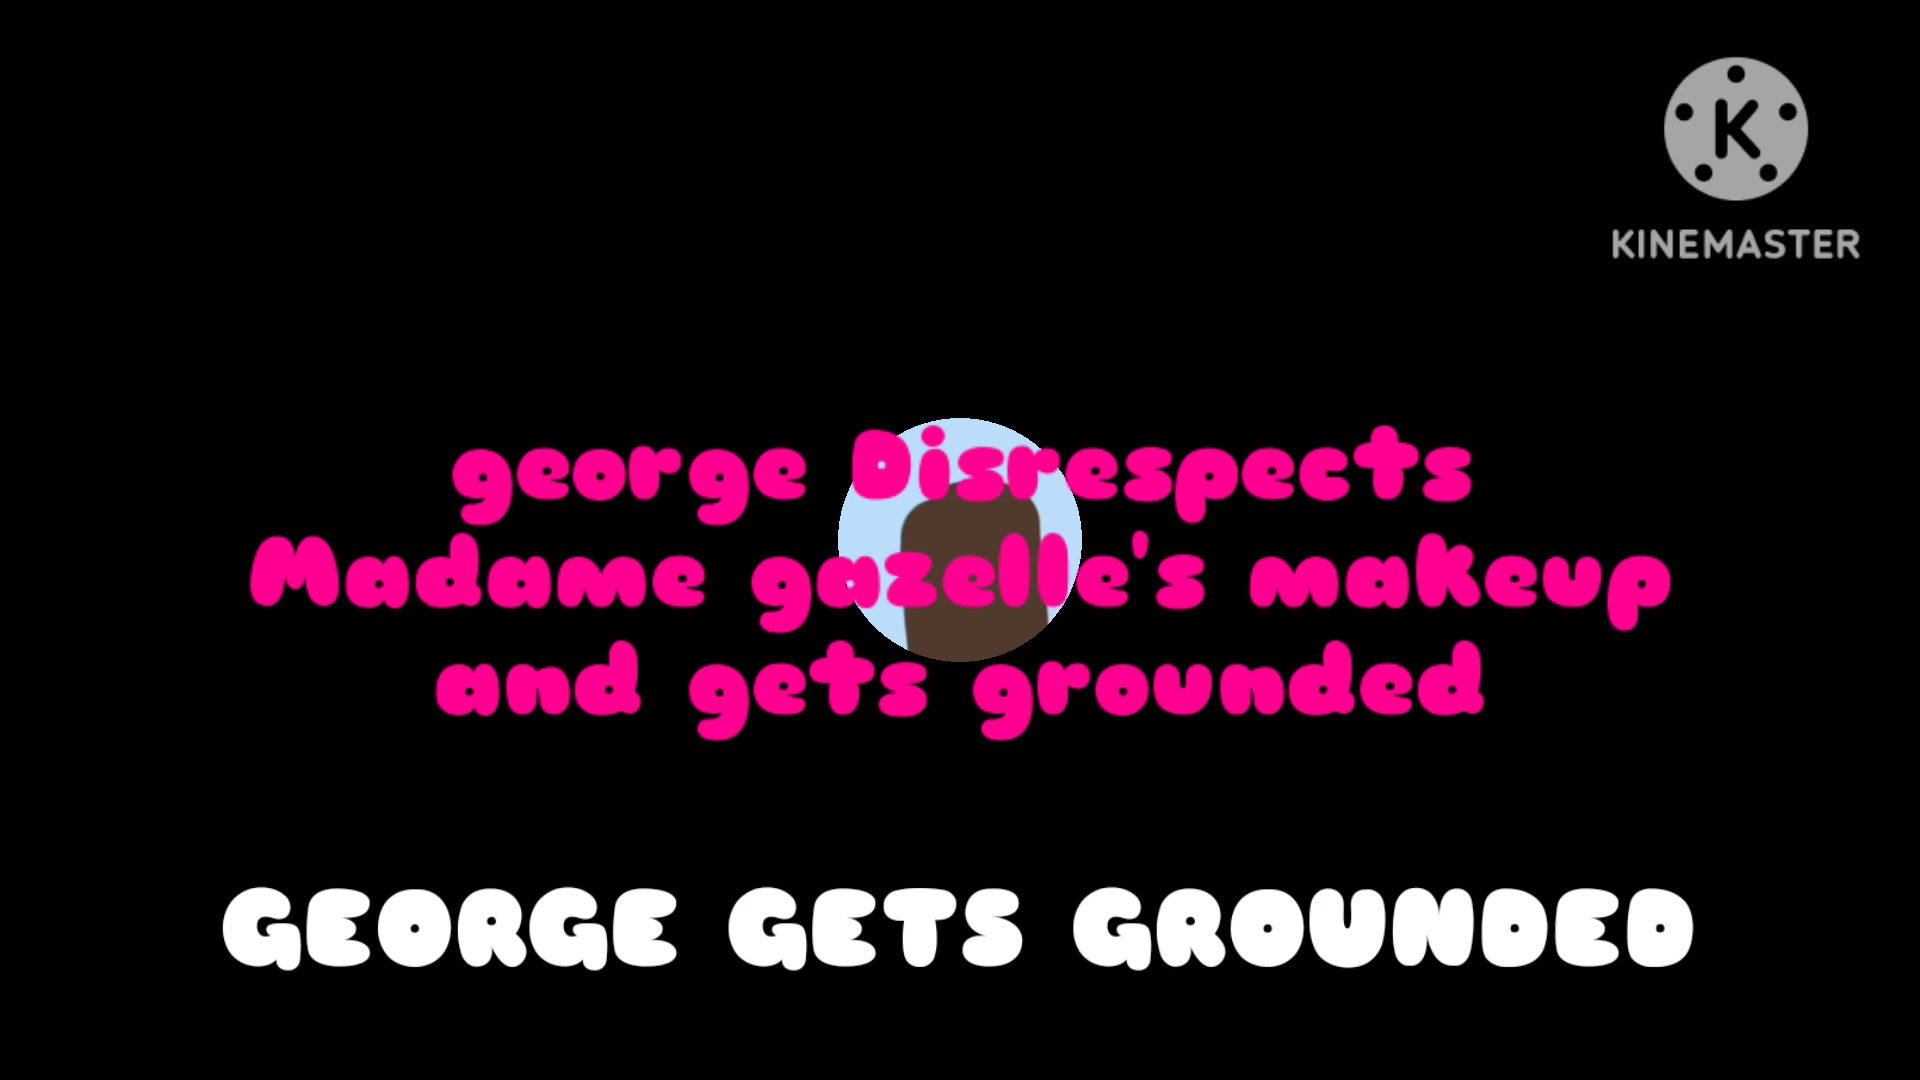 K
KINEMASTER
george Disrespects
Madame gazelle's makeup
and gets grounded
GEORGE GETS GROUNDED